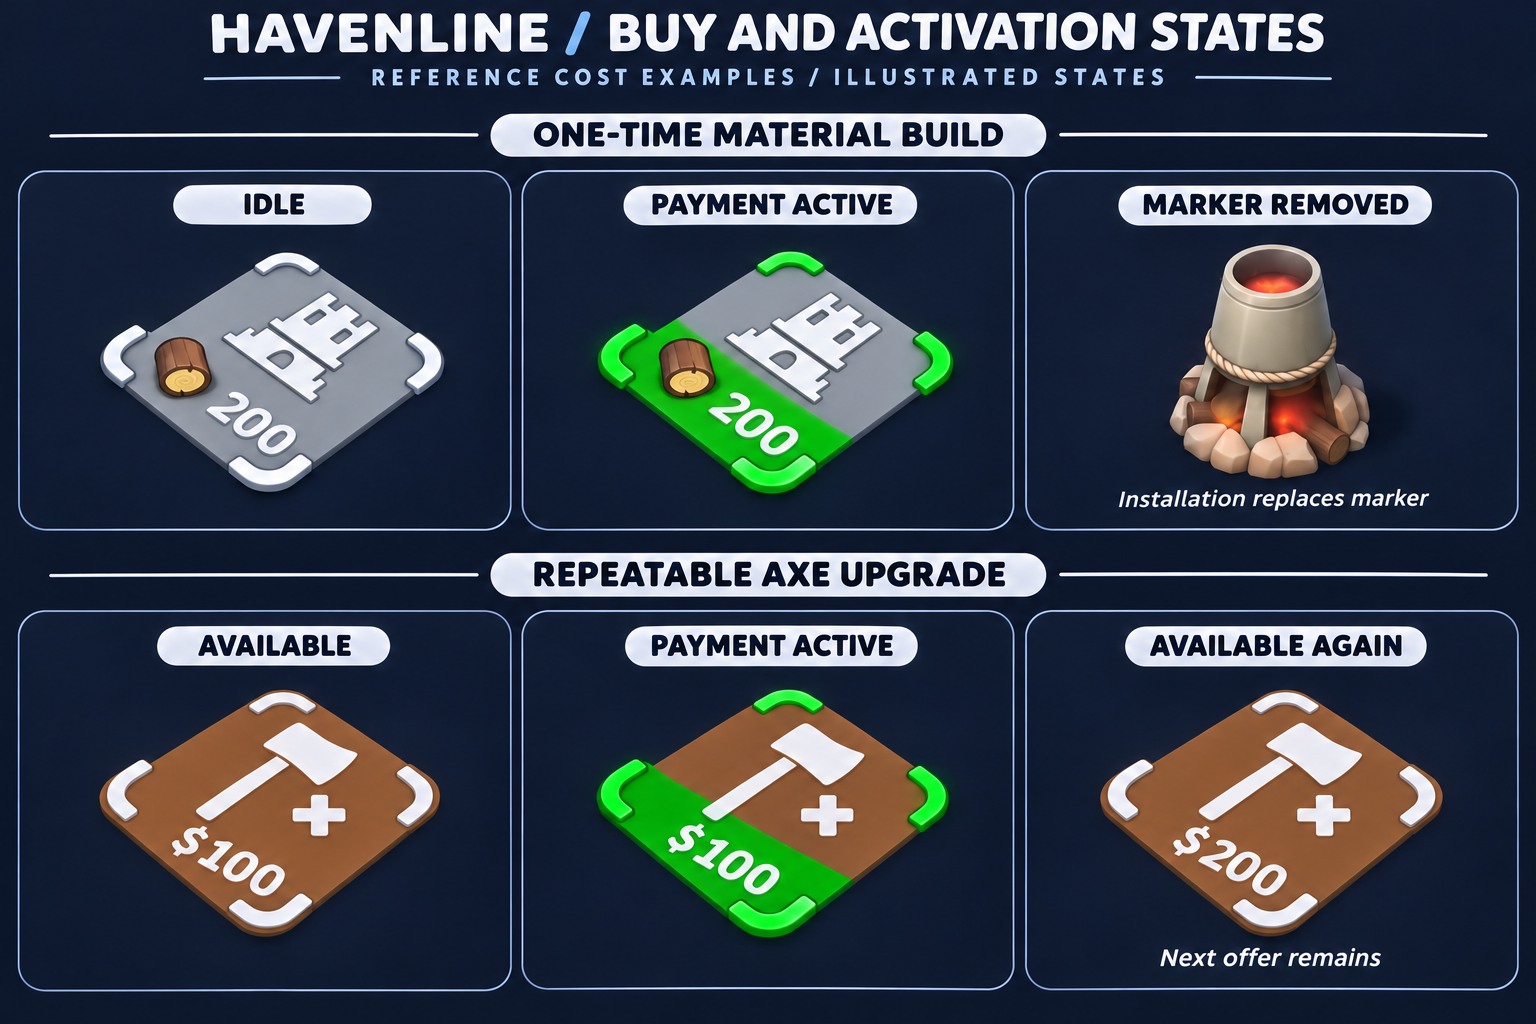 HAVENLINE / BUY AND ACTIVATION STATES
REFERENCE COST EXAMPLES / ILLUSTRATED STATES
ONE-TIME MATERIAL BUILD
IDLE
200
PAYMENT ACTIVE
200
MARKER REMOVED
Installation replaces marker
REPEATABLE AXE UPGRADE
AVAILABLE
$100
PAYMENT ACTIVE
$100
AVAILABLE AGAIN
$200
Next offer remains